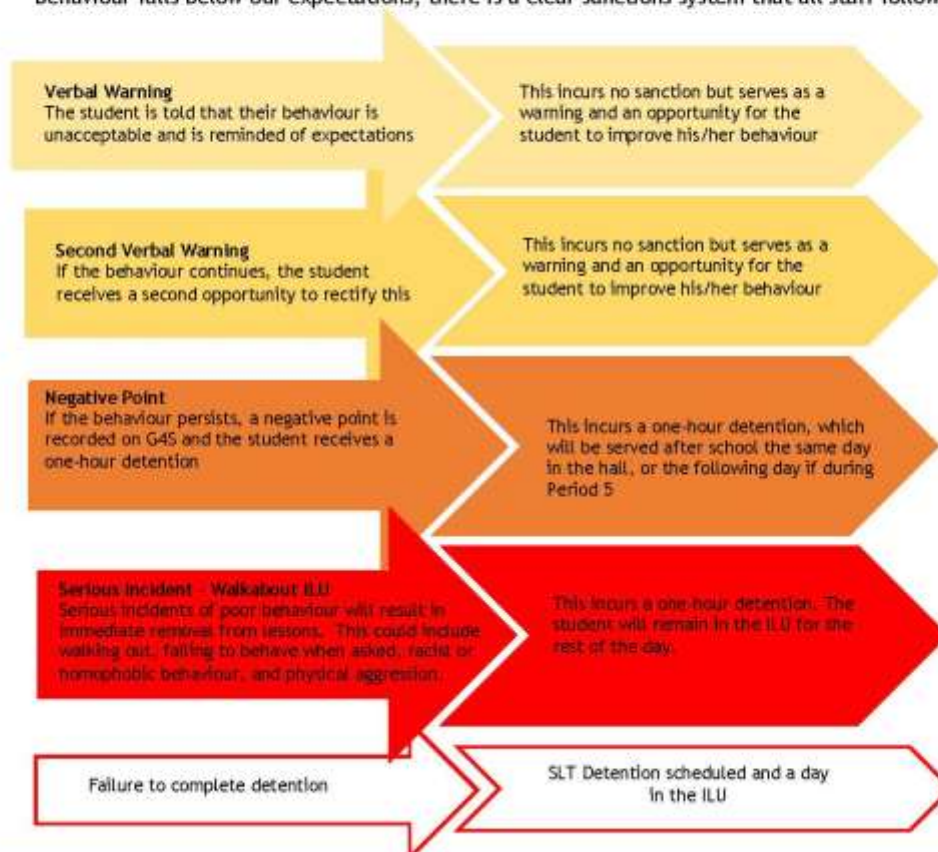 Behaviour falls below our expectations, there is a clear sanctions system that all staff follow
Verbal Warning
The student is told that their behaviour is
unacceptable and is reminded of expectations
This incurs no sanction but serves as a
warning and an opportunity for the
student to improve his/her behaviour
Second Verbal Warning
If the behaviour continues, the student
receives a second opportunity to rectify this
This incurs no sanction but serves as a
warning and an opportunity for the
student to improve his/her behaviour
Negative Point
If the behaviour persists, a negative point is
recorded on G4S and the student receives a
one-hour detention
This incurs a one-hour detention, which
will be served after school the same day
in the hall, or the following day if during
Period 5
Serious Incident - Walkabout ILU
Serious incidents of poor behaviour will result in
immediate removal from lessons. This could include
walking out, failing to behave when asked, racist or
homophobic behaviour, and physical aggression.
This incurs a one-hour detention. The
student will remain in the ILU for the
rest of the day.
Failure to complete detention
SLT Detention scheduled and a day
in the ILU